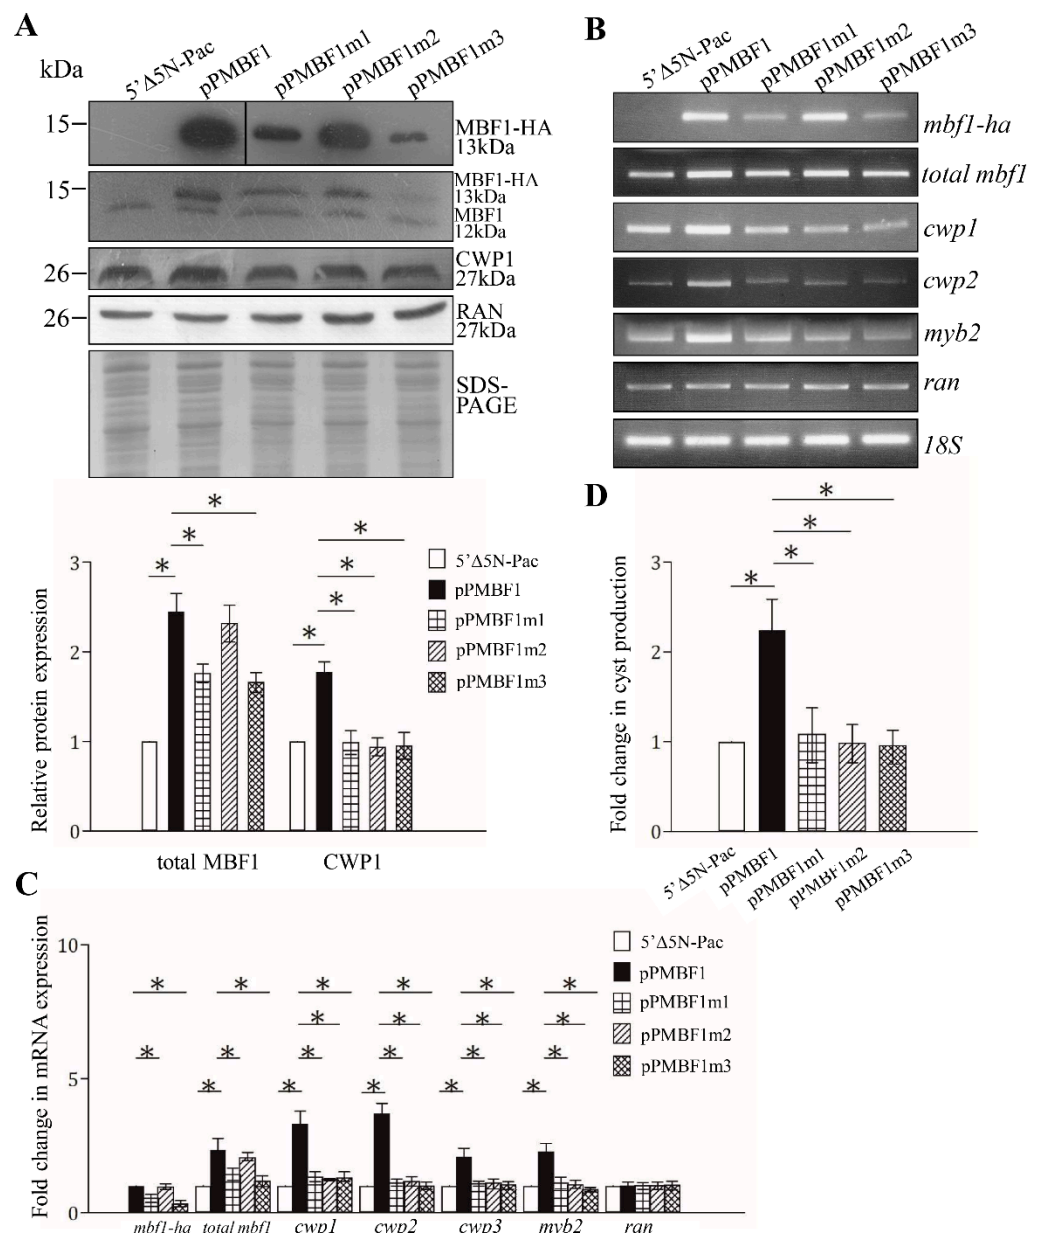 A
kDa
5’Δ5N-Pac
pPMBF1
pPMBF1m1
pPMBF1m2
pPMBF1m3
15
MBF1-HA
13kDa
15
MBF1-HA
13kDa
MBF1
12kDa
26
CWP1
27kDa
26
RAN
27kDa
SDS-
PAGE
Relative protein expression
3
2
1
0
*
*
*
*
*
*
*
total MBF1
CWP1
5’Δ5N-Pac
pPMBF1
pPMBF1m1
pPMBF1m2
pPMBF1m3
B
5’Δ5N-Pac
pPMBF1
pPMBF1m1
pPMBF1m2
pPMBF1m3
mbf1-ha
total mbf1
cwp1
cwp2
myb2
ran
18S
D
Fold change in cyst production
3
2
1
0
*
*
*
*
5’Δ5N-Pac
pPMBF1
pPMBF1m1
pPMBF1m2
pPMBF1m3
C
Fold change in mRNA expression
10
5
0
* * * * * *
* * * *
* * * * * *
* * * * *
mbf1-ha total mbf1 cwp1 cwp2 cwp3 myb2 ran
5’Δ5N-Pac
pPMBF1
pPMBF1m1
pPMBF1m2
pPMBF1m3